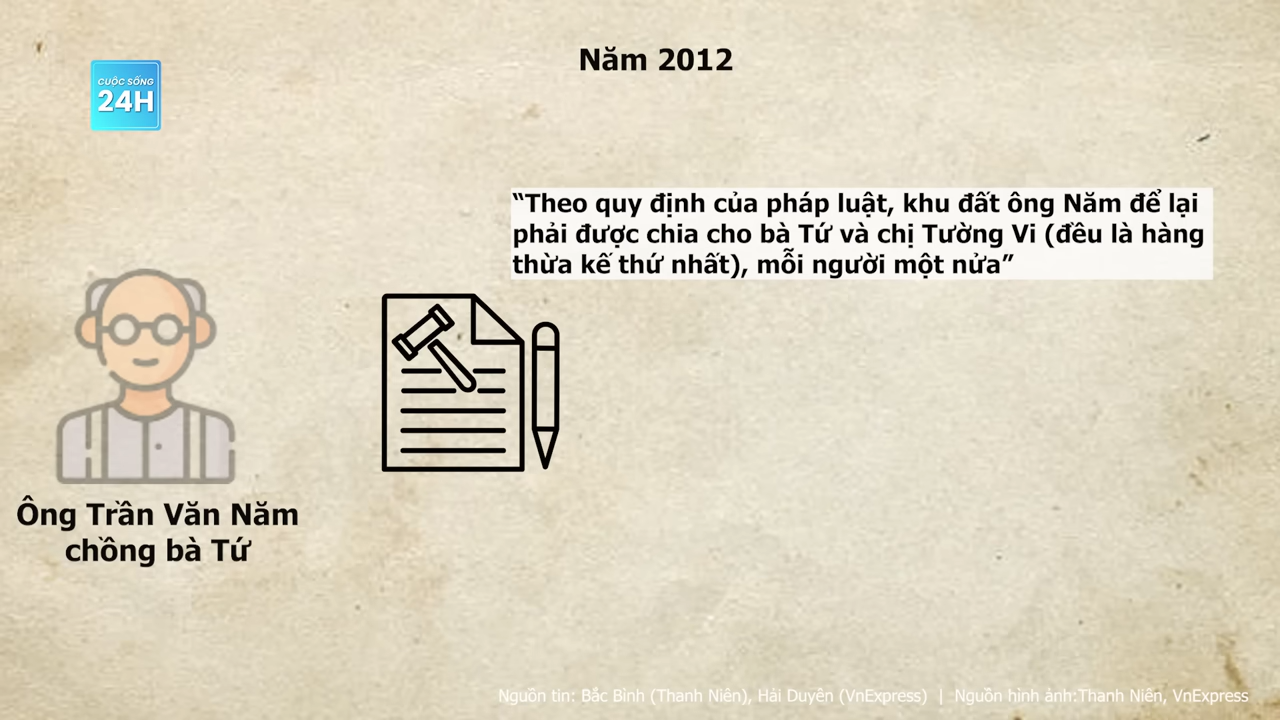 Năm 2012
CUỘC SỐNG
24H
“Theo quy định của pháp luật, khu đất ông Năm để lại
phải được chia cho bà Tứ và chị Tường Vi (đều là hàng
thừa kế thứ nhất), mỗi người một nửa”
Ông Trần Văn Năm
chồng bà Tứ
Nguồn tin: Bắc Bình (Thanh Niên), Hải Duyên (VnExpress) | Nguồn hình ảnh:Thanh Niên, VnExpress